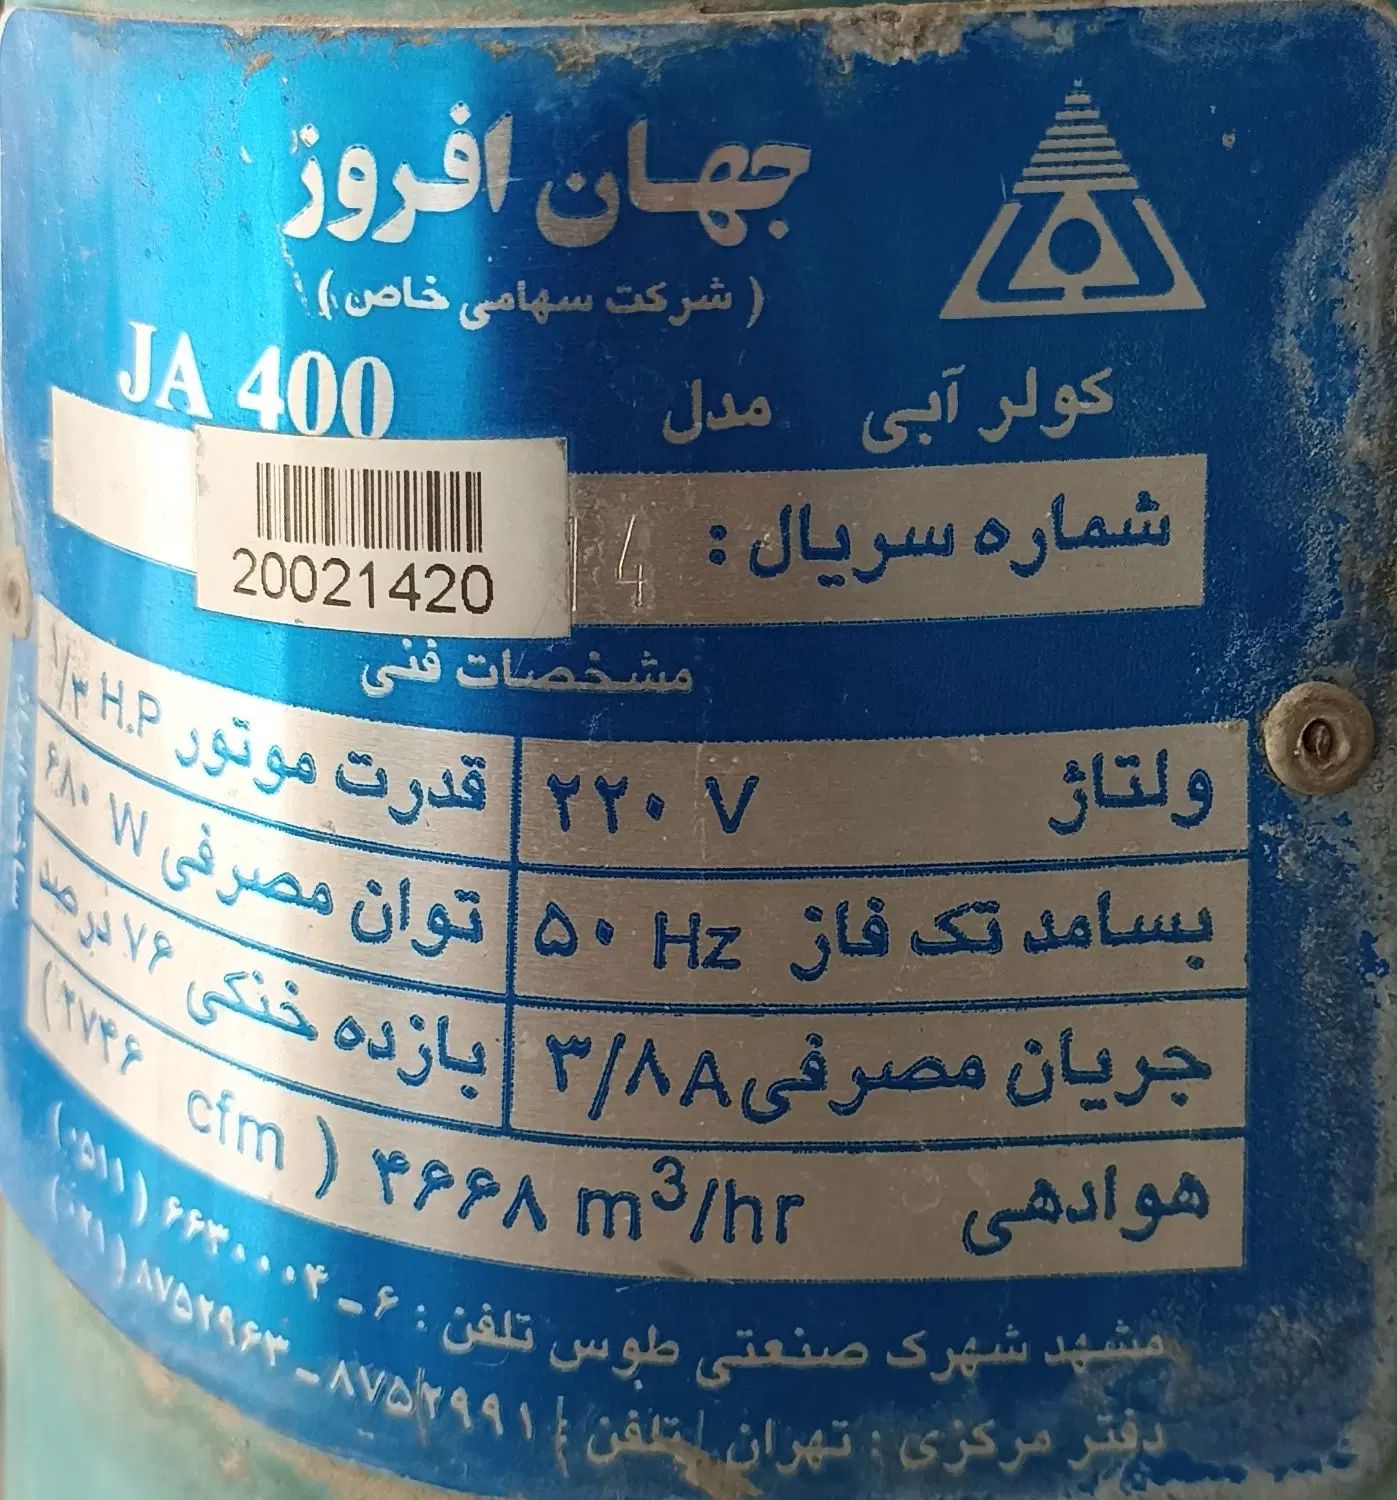 جهان افروز
( شرکت سهامی خاص )
کولر آبی مدل JA 400
شماره سریال : 4
20021420
مشخصات فنی
ولتاژ ۲۲۰ V قدرت موتور ۱/۳ H.P
بسامد تک فاز ۵۰ Hz توان مصرفی ۶۸۰ W
جریان مصرفی ۳/۸ A بازده خنکی ۷۶ درصد
هوادهی ۴۶۶۸ m³/hr ( cfm ۲۷۴۶ )
مشهد شهرک صنعتی طوس تلفن : ۶ - ۶۶۳۰۰۰۴ ( ۰۵۱۱ )
دفتر مرکزی : تهران تلفن ۸۷۵۲۹۹۱ - ۸۷۵۲۹۶۳ ( ۰۲۱ )